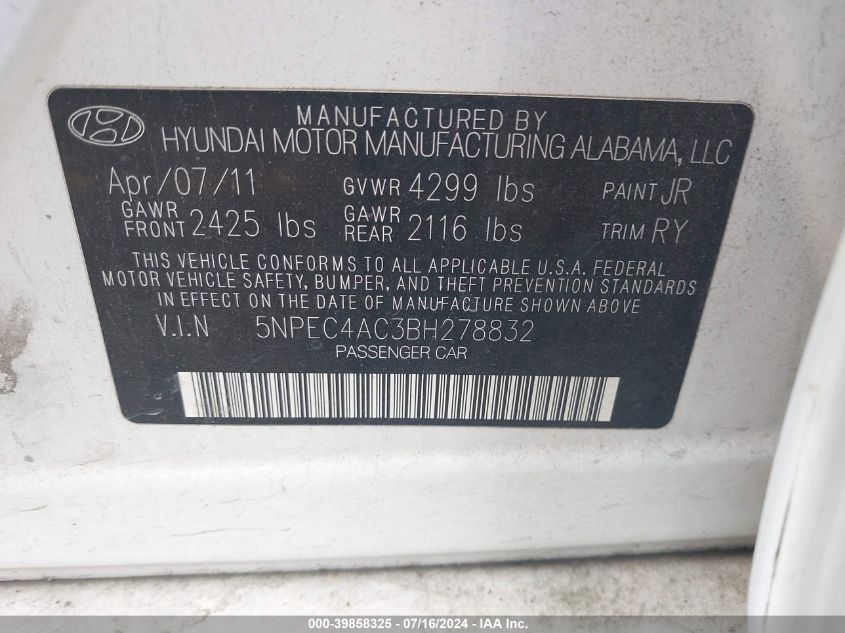 MANUFACTURED BY
HYUNDAI MOTOR MANUFACTURING ALABAMA, LLC
Apr/07/11 GVWR 4299 lbs PAINT JR
GAWR FRONT 2425 lbs GAWR REAR 2116 lbs TRIM RY
THIS VEHICLE CONFORMS TO ALL APPLICABLE U.S.A. FEDERAL
MOTOR VEHICLE SAFETY, BUMPER, AND THEFT PREVENTION STANDARDS
IN EFFECT ON THE DATE OF MANUFACTURE SHOWN ABOVE
V.I.N 5NPEC4AC3BH278832
PASSENGER CAR
000-39858325 - 07/16/2024 - IAA Inc.